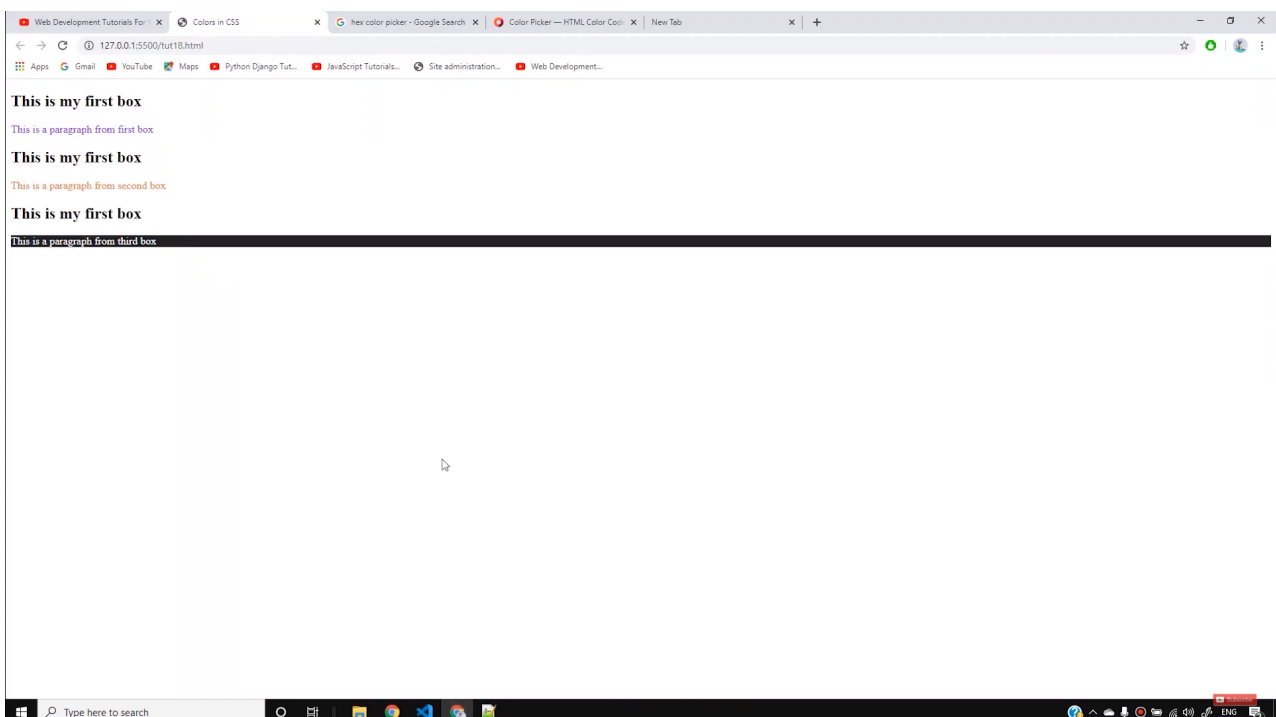 Web Development Tutorials For
Colors in CSS
hex color picker - Google Search
Color Picker — HTML Color Code
New Tab
127.0.0.1:5500/tut18.html
Apps
Gmail
YouTube
Maps
Python Django Tut...
JavaScript Tutorials...
Site administration...
Web Development...
This is my first box
This is a paragraph from first box
This is my first box
This is a paragraph from second box
This is my first box
This is a paragraph from third box
Subscribe
Type here to search
ENG